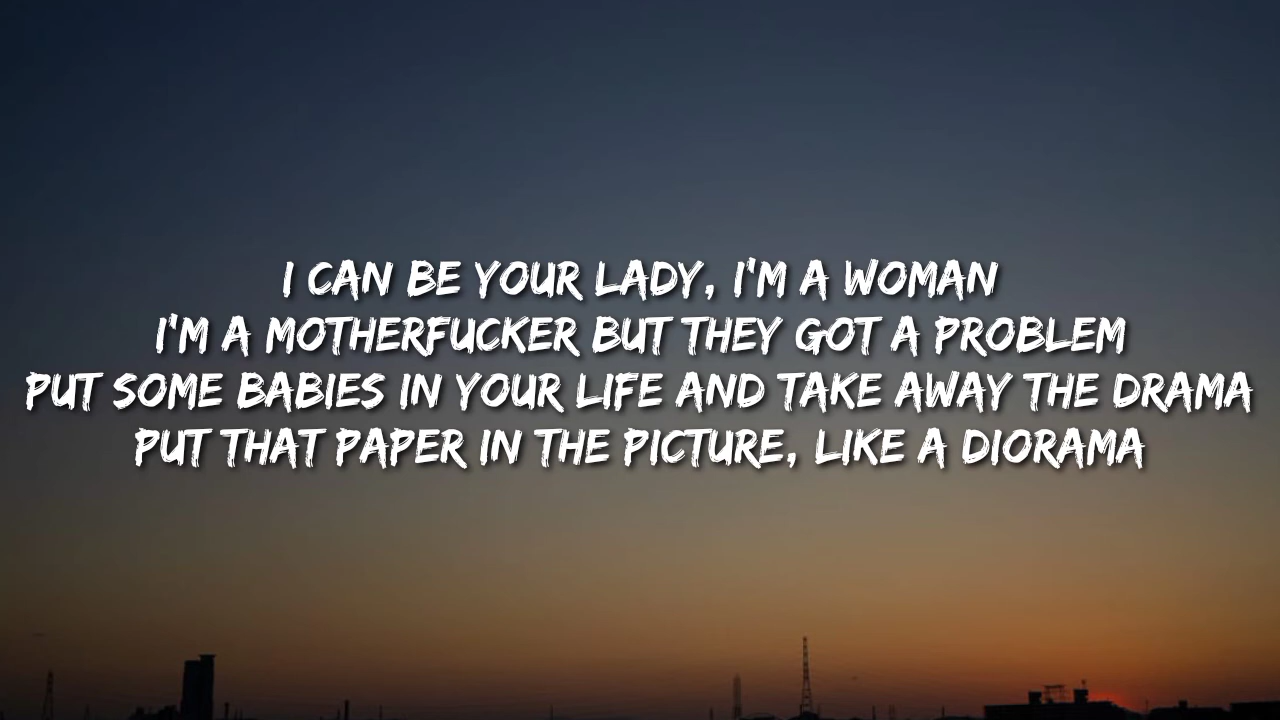 I CAN BE YOUR LADY, I'M A WOMAN
I'M A MOTHERFUCKER BUT THEY GOT A PROBLEM
PUT SOME BABIES IN YOUR LIFE AND TAKE AWAY THE DRAMA
PUT THAT PAPER IN THE PICTURE, LIKE A DIORAMA